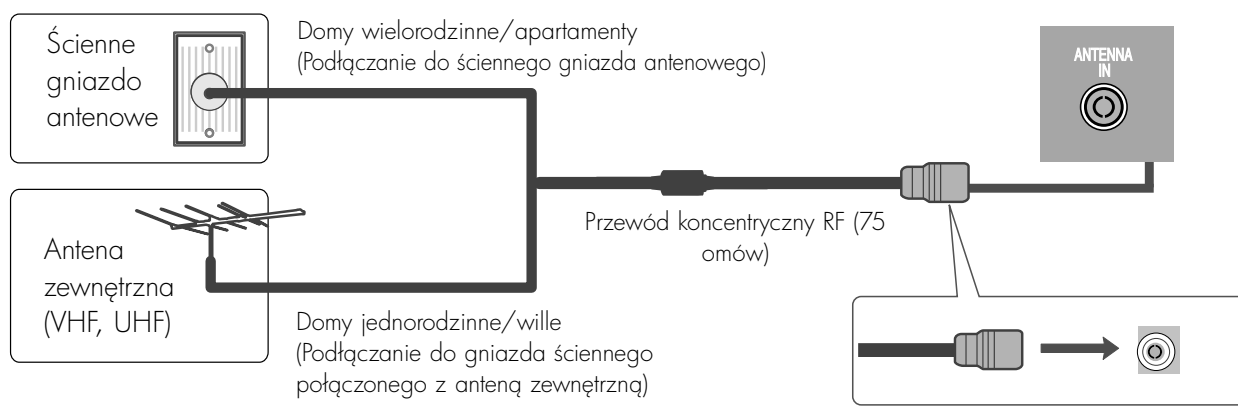 Ścienne
gniazdo
antenowe
Domy wielorodzinne/apartamenty
(Podłączanie do ściennego gniazda antenowego)
ANTENNA
IN
Przewód koncentryczny RF (75
omów)
Antena
zewnętrzna
(VHF, UHF)
Domy jednorodzinne/wille
(Podłączanie do gniazda ściennego
połączonego z anteną zewnętrzną)